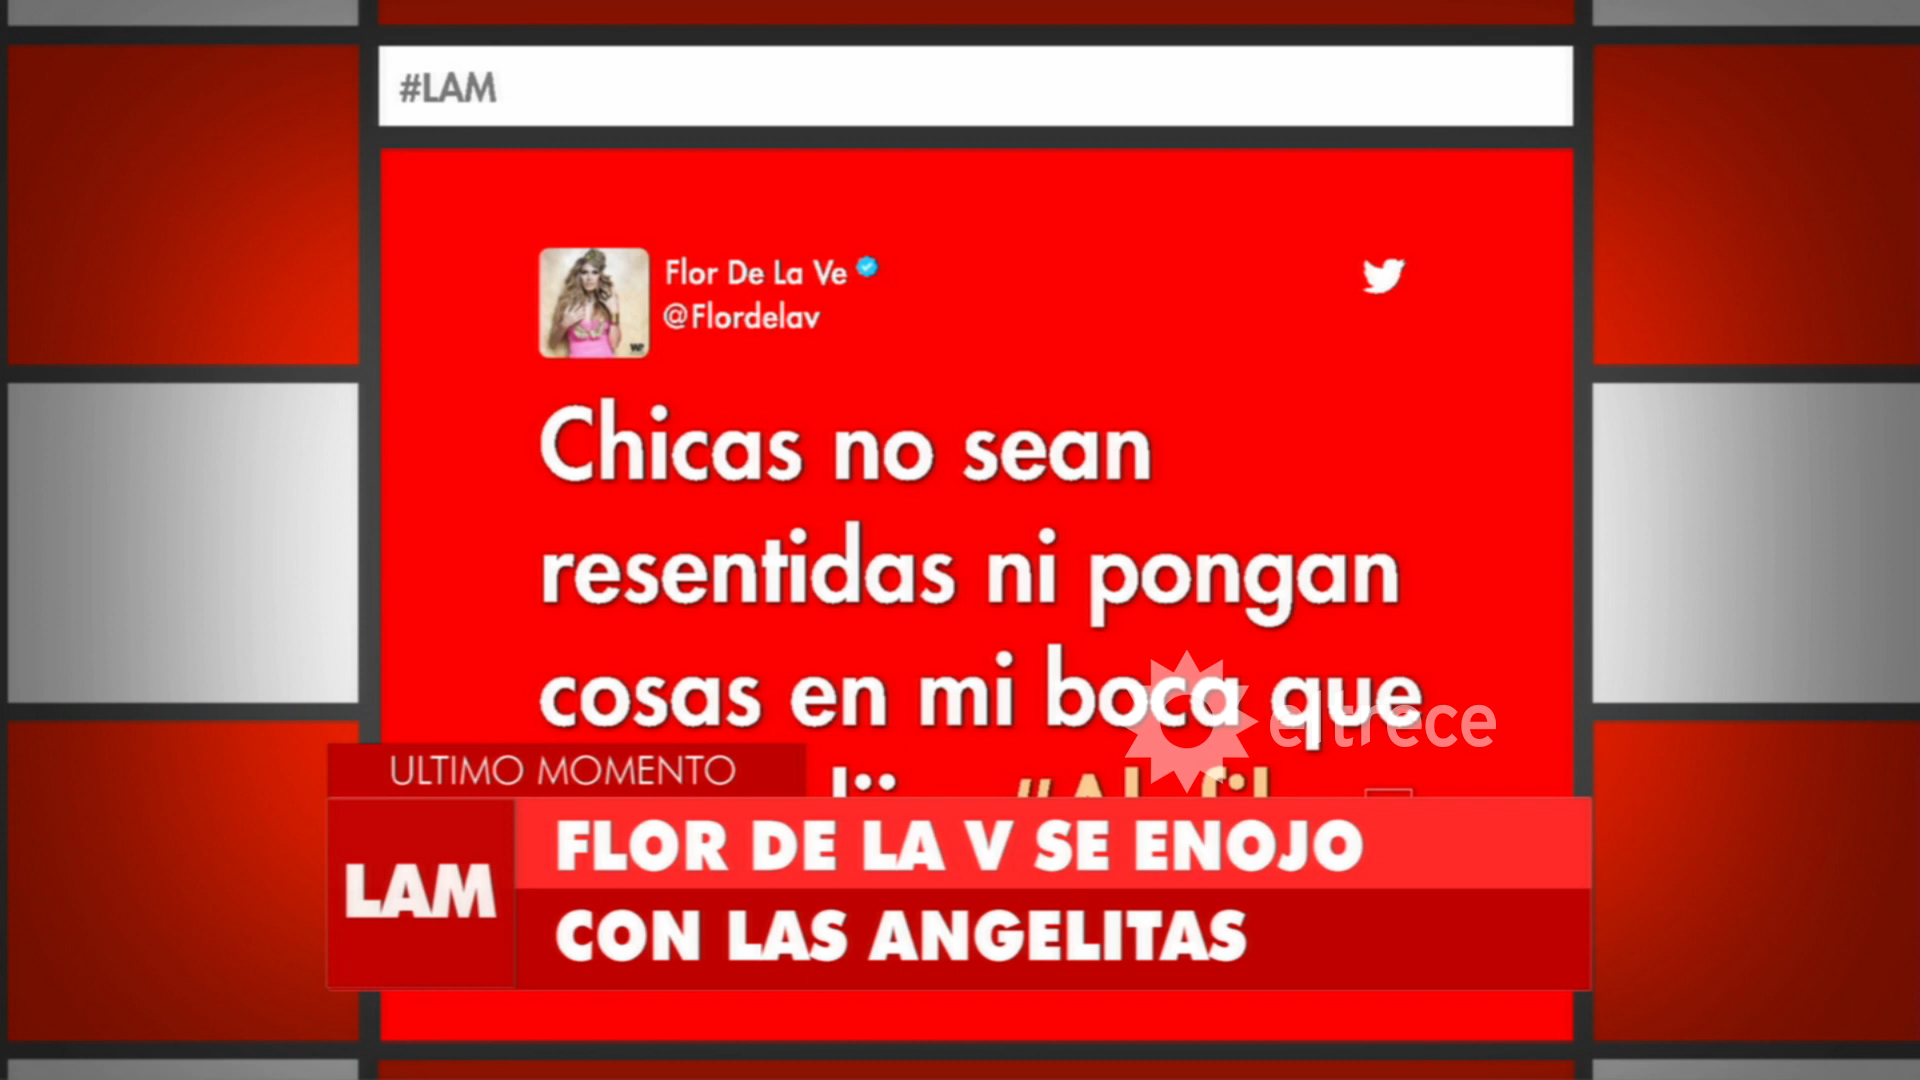 #LAM
Flor De La Ve
@Flordelav
Chicas no sean
resentidas ni pongan
cosas en mi boca que
eltrece
ULTIMO MOMENTO
LAM
FLOR DE LA V SE ENOJO
CON LAS ANGELITAS